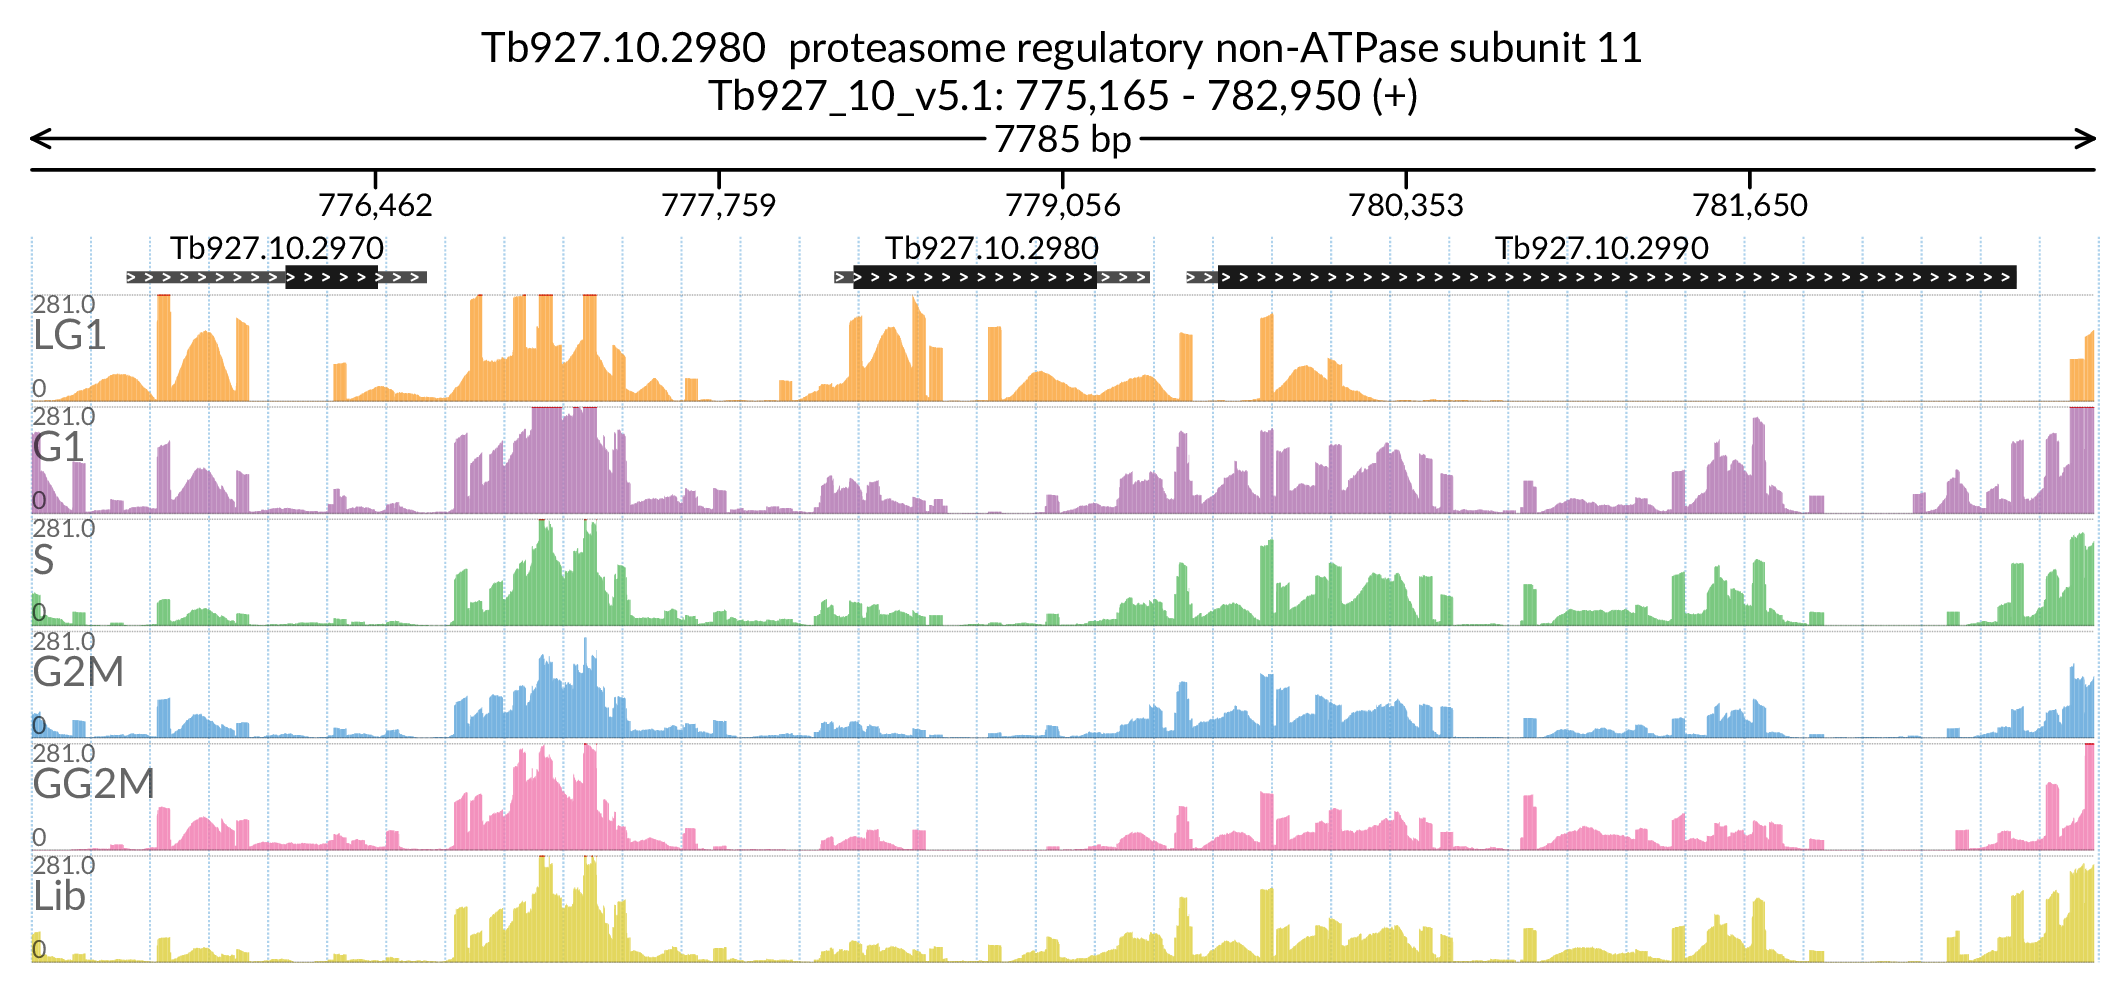 Tb927.10.2980 proteasome regulatory non-ATPase subunit 11
Tb927_10_v5.1: 775,165 - 782,950 (+)
7785 bp
776,462 777,759 779,056 780,353 781,650
Tb927.10.2970 Tb927.10.2980 Tb927.10.2990
281.0
LG1
0
281.0
G1
0
281.0
S
0
281.0
G2M
0
281.0
GG2M
0
281.0
Lib
0